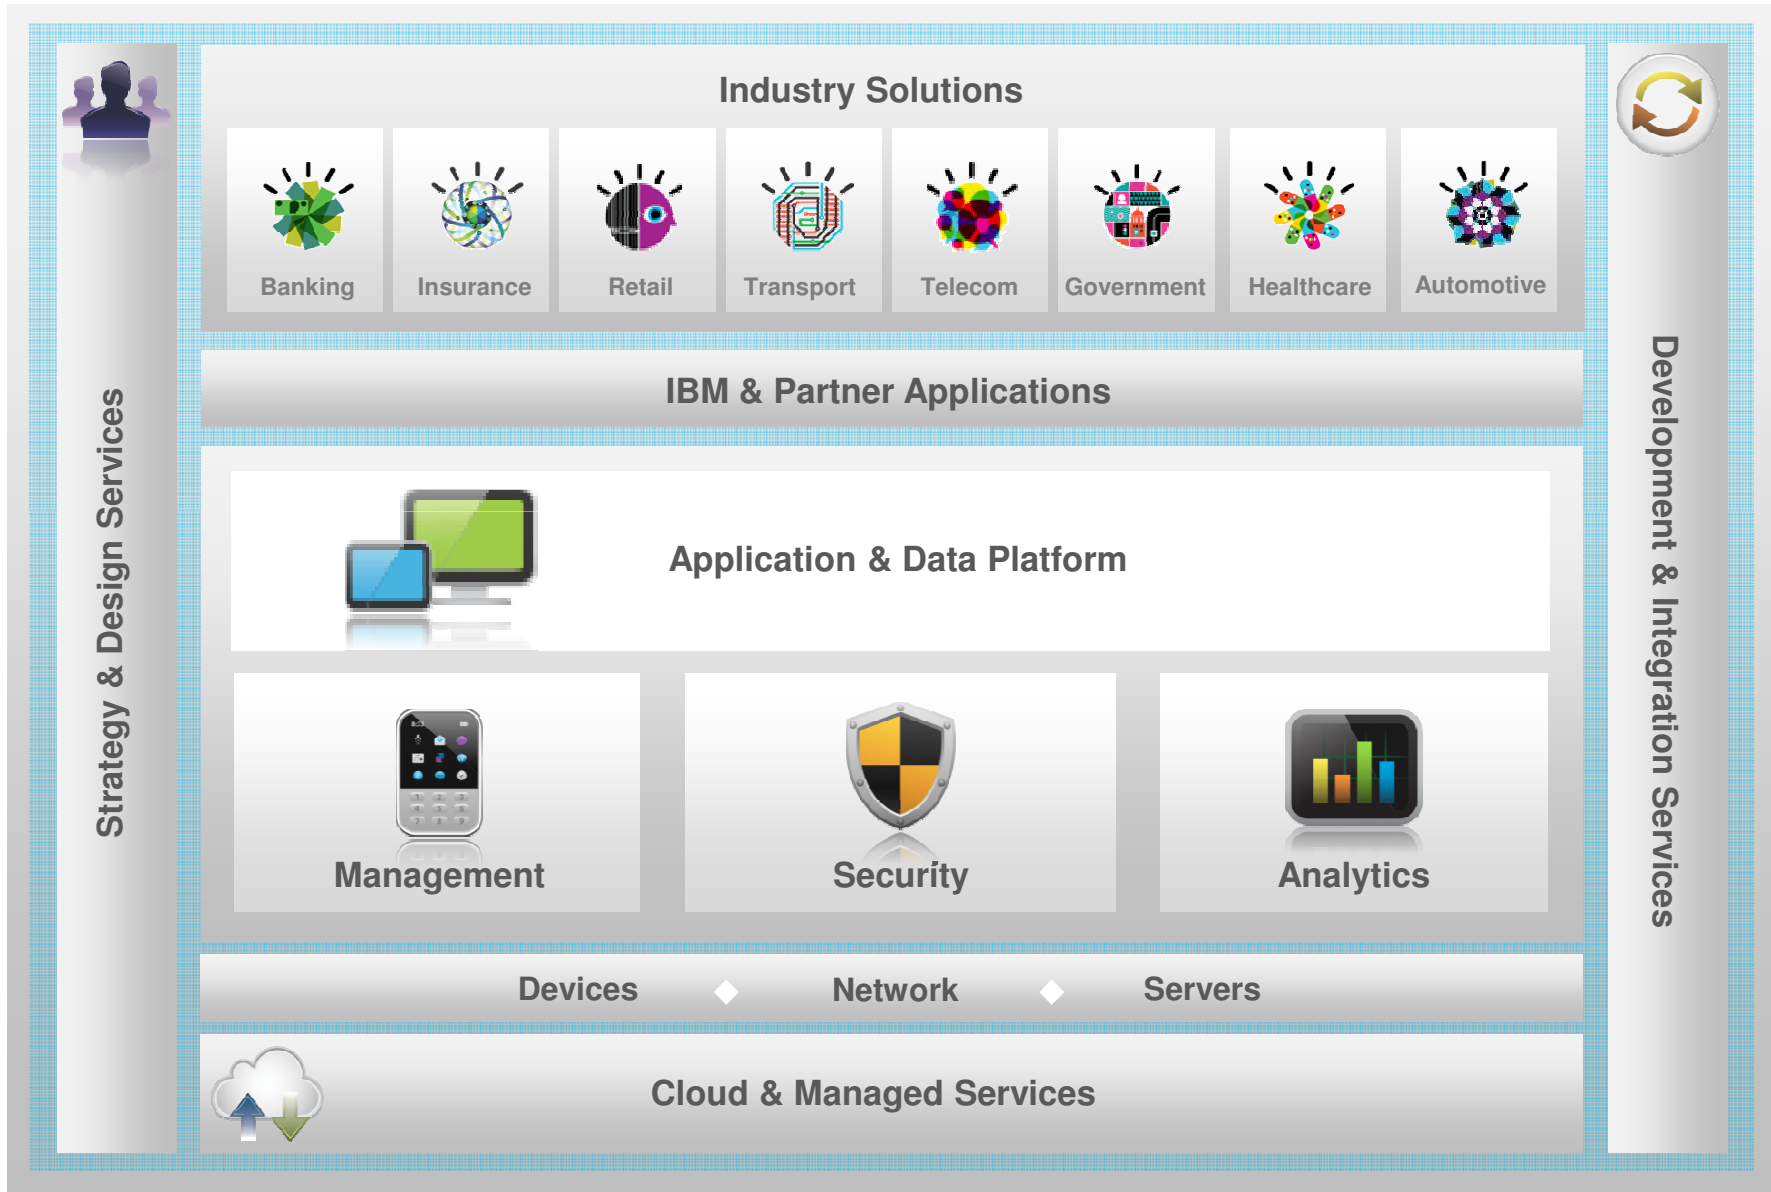 Industry Solutions
Banking
Insurance
Retail
Transport
Telecom
Government
Healthcare
Automotive
IBM & Partner Applications
Strategy & Design Services
Development & Integration Services
Application & Data Platform
Management
Security
Analytics
Devices
Network
Servers
Cloud & Managed Services